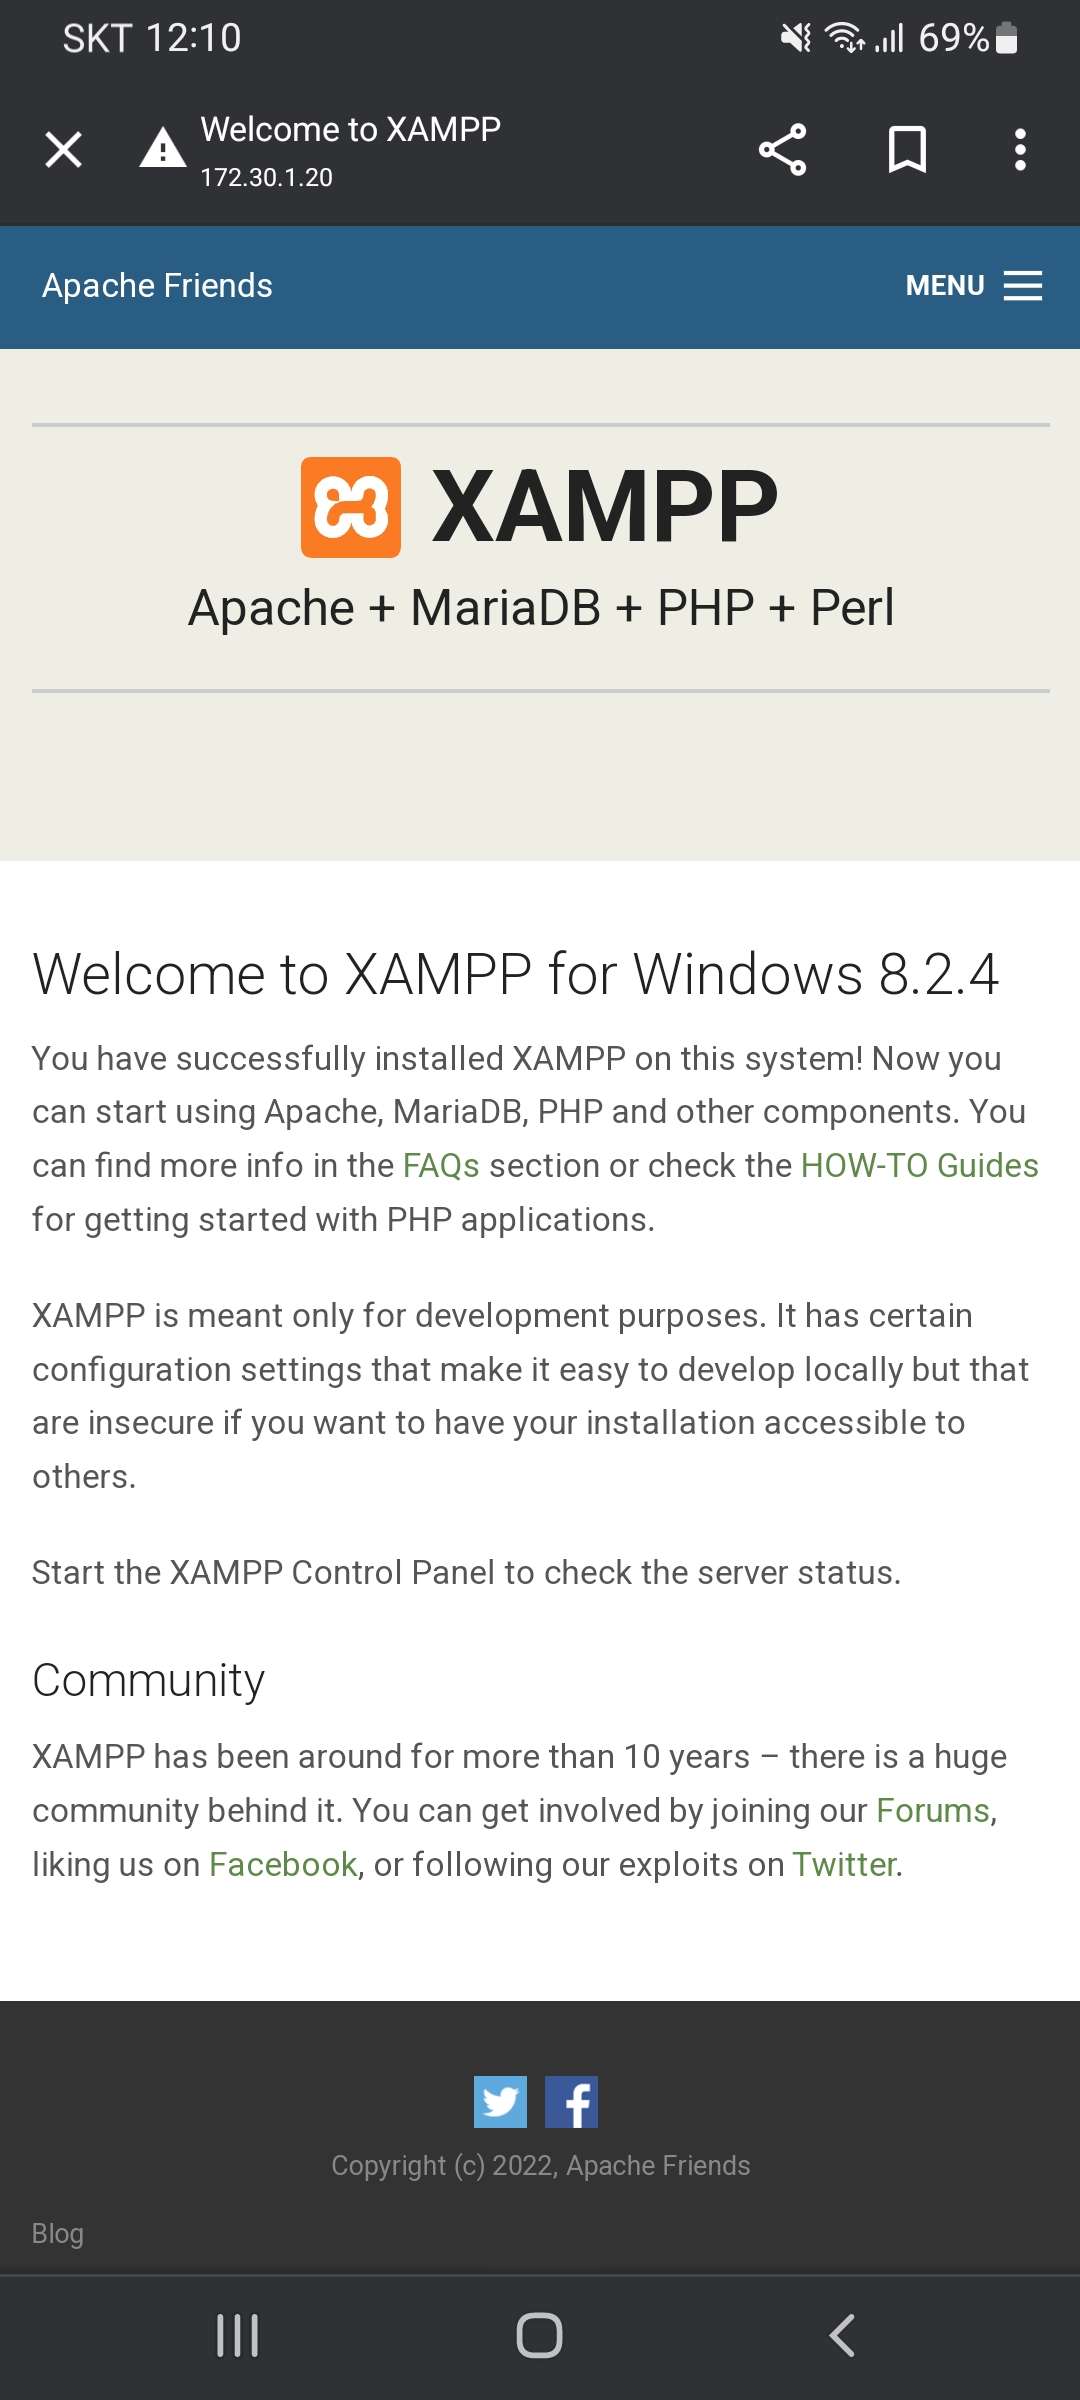 SKT 12:10
69%
Welcome to XAMPP
172.30.1.20
Apache Friends
MENU
XAMPP
Apache + MariaDB + PHP + Perl
Welcome to XAMPP for Windows 8.2.4
You have successfully installed XAMPP on this system! Now you
can start using Apache, MariaDB, PHP and other components. You
can find more info in the FAQs section or check the HOW-TO Guides
for getting started with PHP applications.
XAMPP is meant only for development purposes. It has certain
configuration settings that make it easy to develop locally but that
are insecure if you want to have your installation accessible to
others.
Start the XAMPP Control Panel to check the server status.
Community
XAMPP has been around for more than 10 years – there is a huge
community behind it. You can get involved by joining our Forums,
liking us on Facebook, or following our exploits on Twitter.
Copyright (c) 2022, Apache Friends
Blog